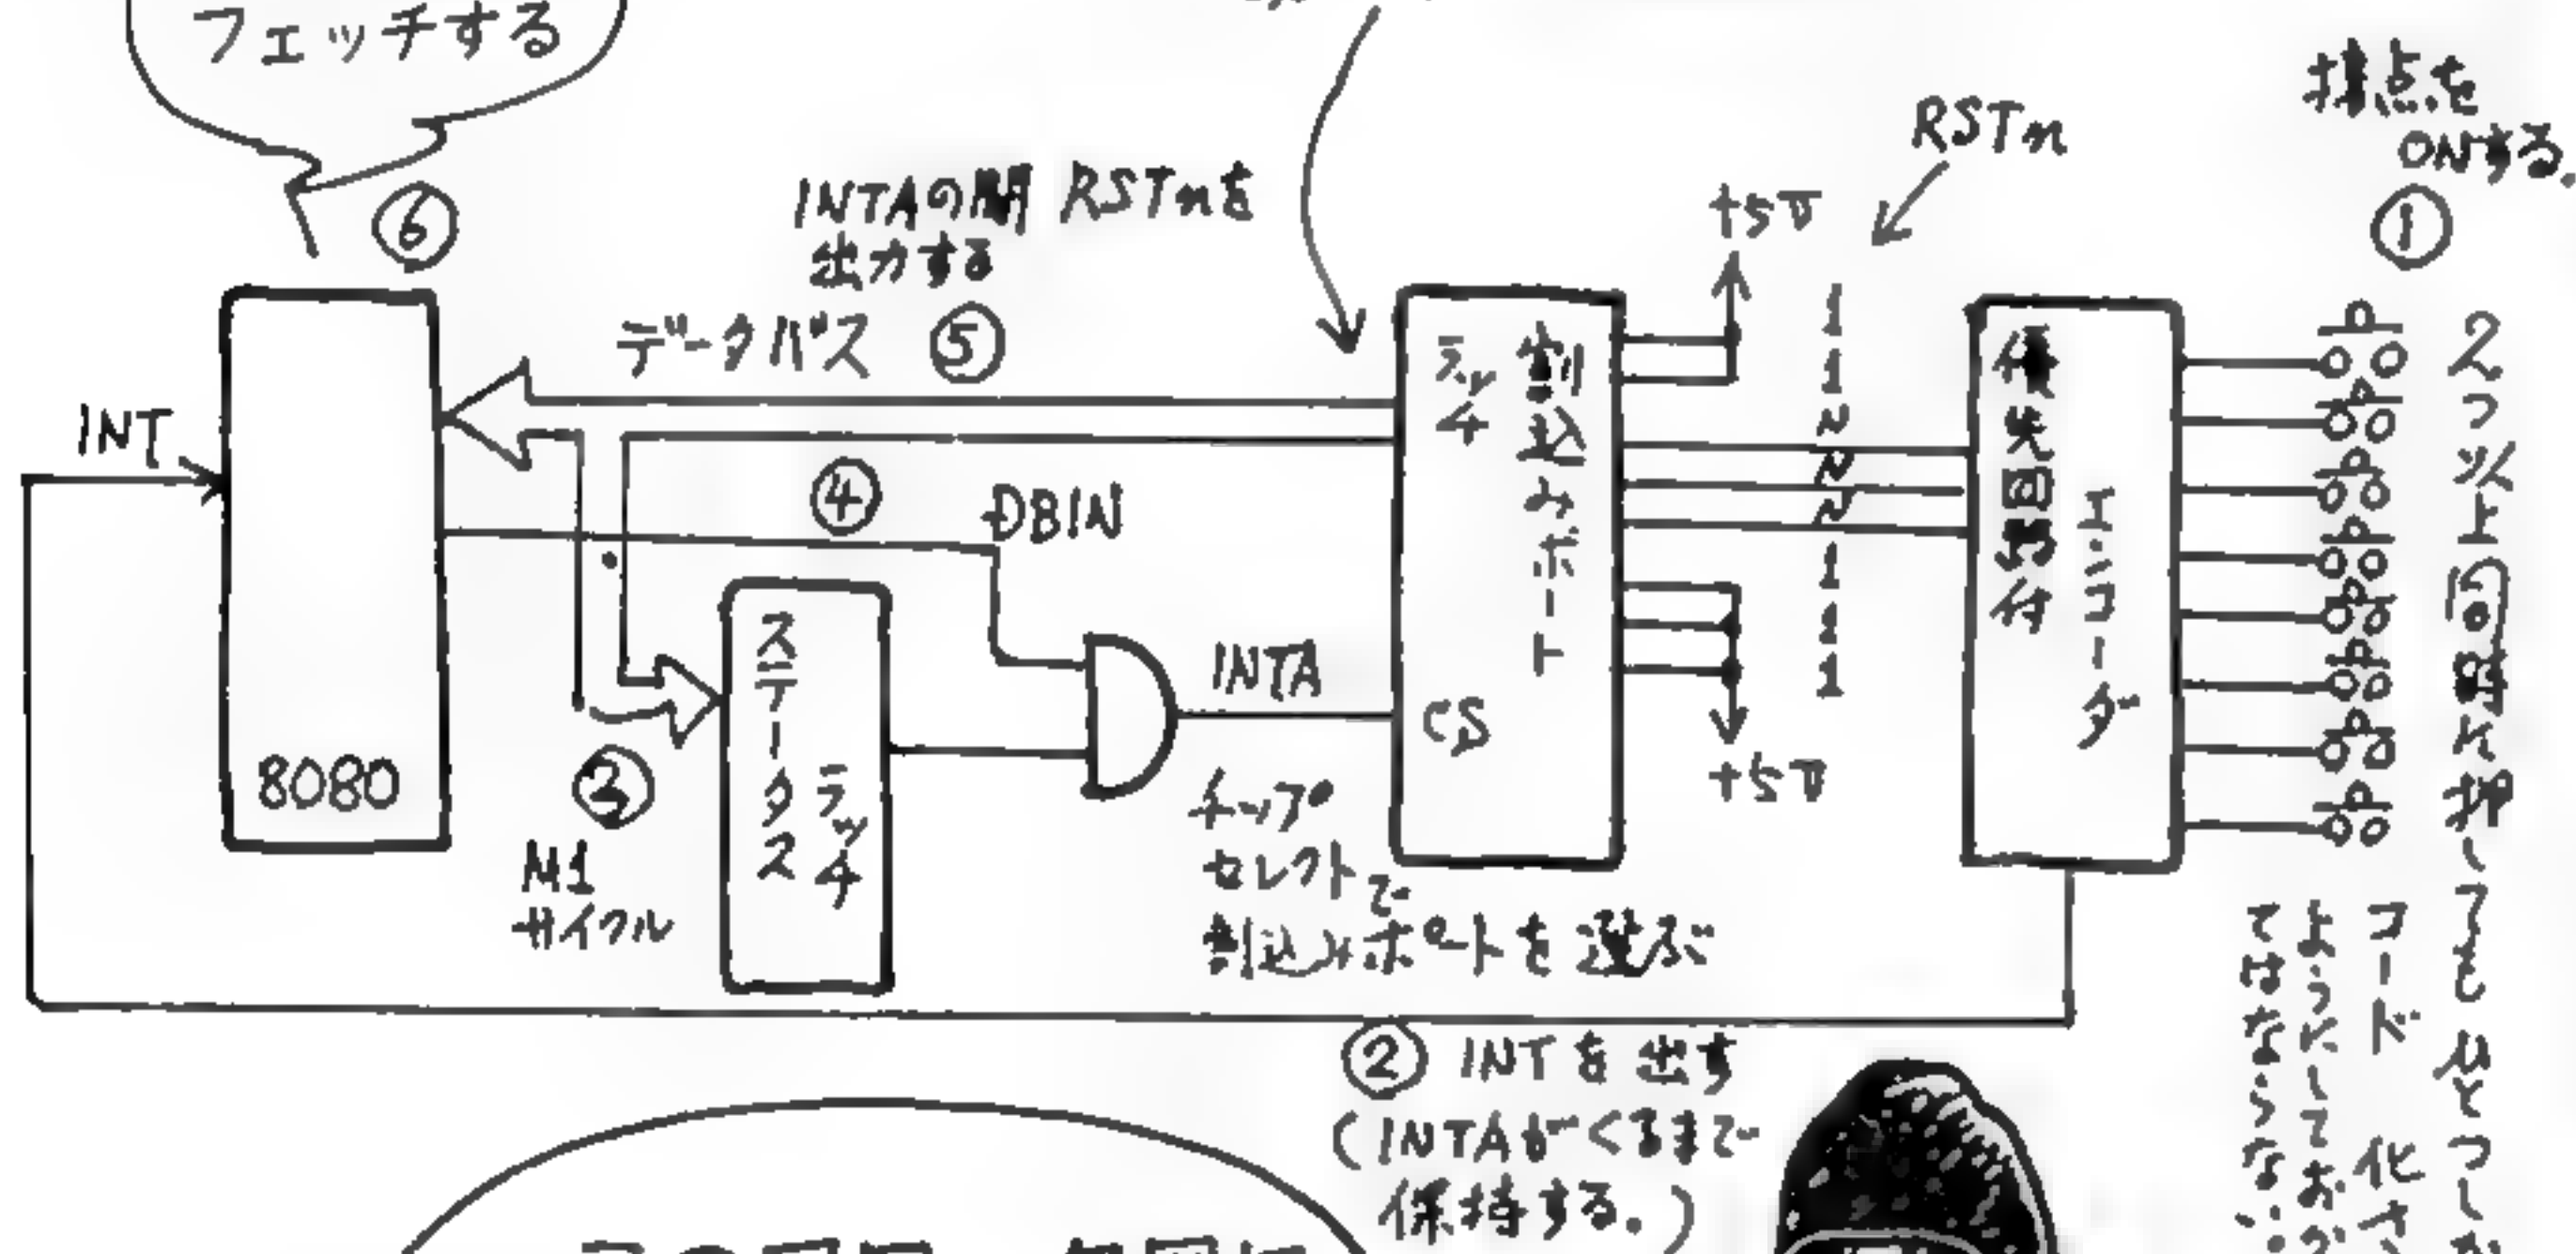 フェッチする
⑥
INTAの間 RSTnを
出力する
データバス ⑤
INT
8080
④
DBIN
③
M1
サイクル
ステータス
ラッチ
INTA
チップ
セレクトで
割込みポートを選ぶ
ラッチ
割込みポート
CS
+5V
+5V
RSTn
1
1
N
N
N
1
1
1
優先回路付
エンコーダ
接点を
ONする.
①
2つ以上の同時に押してもひとつしか
コード化さ
ようにしておか
てはならない
② INTを出す
(INTAがくるまで
保持する.)